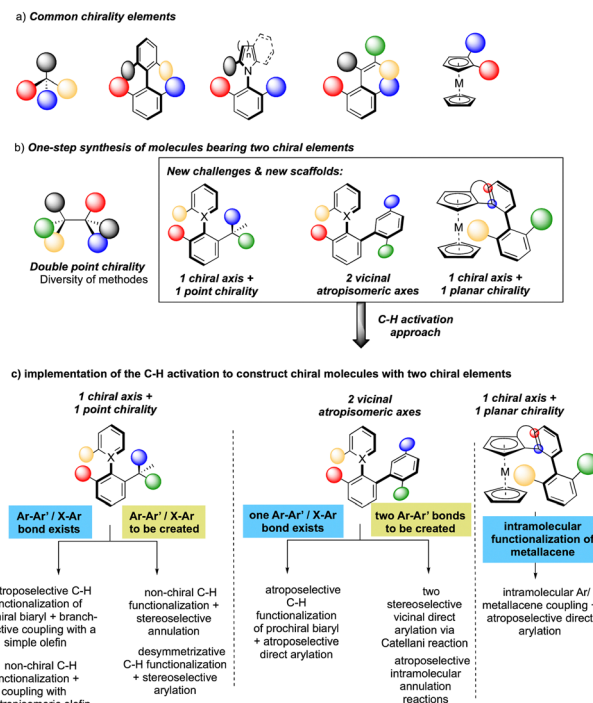 a) Common chirality elements
n
N
M
b) One-step synthesis of molecules bearing two chiral elements
New challenges & new scaffolds:
X
X
M
Double point chirality
Diversity of methodes
1 chiral axis +
1 point chirality
2 vicinal
atropisomeric axes
1 chiral axis +
1 planar chirality
C-H activation
approach
c) implementation of the C-H activation to construct chiral molecules with two chiral elements
1 chiral axis +
1 point chirality
2 vicinal
atropisomeric axes
1 chiral axis +
1 planar chirality
X
X
M
Ar-Ar' / X-Ar
bond exists
Ar-Ar' / X-Ar
to be created
one Ar-Ar' / X-Ar
bond exists
two Ar-Ar' bonds
to be created
intramolecular
functionalization of
metallacene
C-H
of
biaryl + branch-
coupling with a
simple olefin
non-chiral C-H
+
coupling with
olefin
non-chiral C-H
functionalization +
stereoselective
annulation
desymmetrizative
C-H functionalization
+ stereoselective
arylation
atroposelective
C-H
functionalization
of prochiral biaryl
+ atroposelective
direct arylation
two
stereoselective
vicinal direct
arylation via
Catellani reaction
atroposelective
intramolecular
annulation
reactions
intramolecular Ar/
metallacene coupling
atroposelective direct
arylation